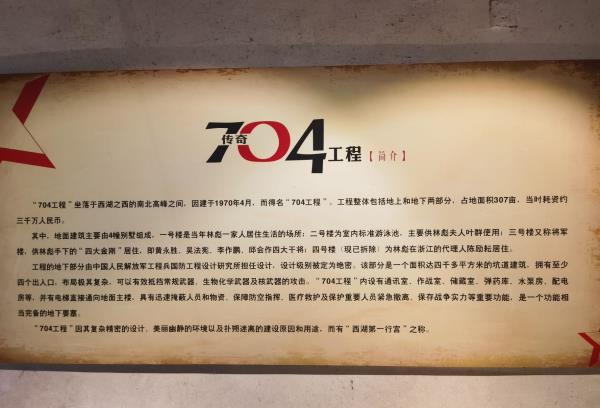 传奇
704工程【简介】
“704工程”坐落于西湖之西的南北高峰之间，因建于1970年4月，而得名“704工程”。工程整体包括地上和地下两部分，占地面积307亩，当时耗资约
三千万人民币。
其中，地面建筑主要由4幢别墅组成，一号楼是当年林彪一家人居住生活的场所；二号楼为室内标准游泳池，主要供林彪夫人叶群使用；三号楼又称将军
楼，供林彪手下的“四大金刚”居住，即黄永胜、吴法宪、李作鹏、邱会作四大干将；四号楼（现已拆除）为林彪在浙江的代理人陈励耘居住。
工程的地下部分由中国人民解放军工程兵国防工程设计研究所担任设计，设计级别被定为绝密。该部分是一个面积达四千多平方米的坑道建筑，拥有至少
四个出入口，布局极其复杂，可以有效抵挡常规武器、生物化学武器及核武器的攻击。“704工程”内设有通讯室、作战室、储藏室、弹药库、水泵房、配电
房等，并有电梯直接通向地面主楼，具有迅速掩蔽人员和物资、保障防空指挥、医疗救护及保护重要人员紧急撤离、保存战争实力等重要功能，是一个功能相
当完备的地下要塞。
“704工程”因其复杂精密的设计、美丽幽静的环境以及扑朔迷离的建设原因和用途，而有“西湖第一行宫”之称。